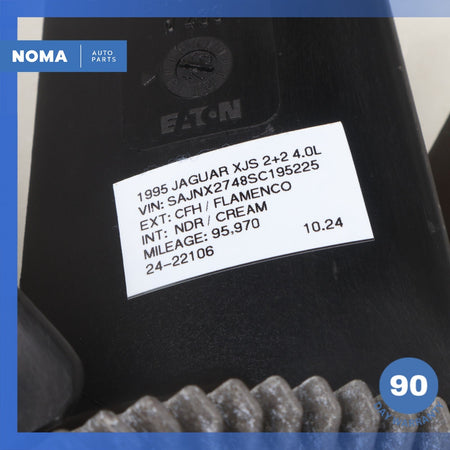 NOMA AUTO
PARTS
EATON
1995 JAGUAR XJS 2+2 4.0L
VIN: SAJNX2748SC195225
EXT: CFH / FLAMENCO
INT: NDR / CREAM
MILEAGE: 95,970 10.24
24-22106
90